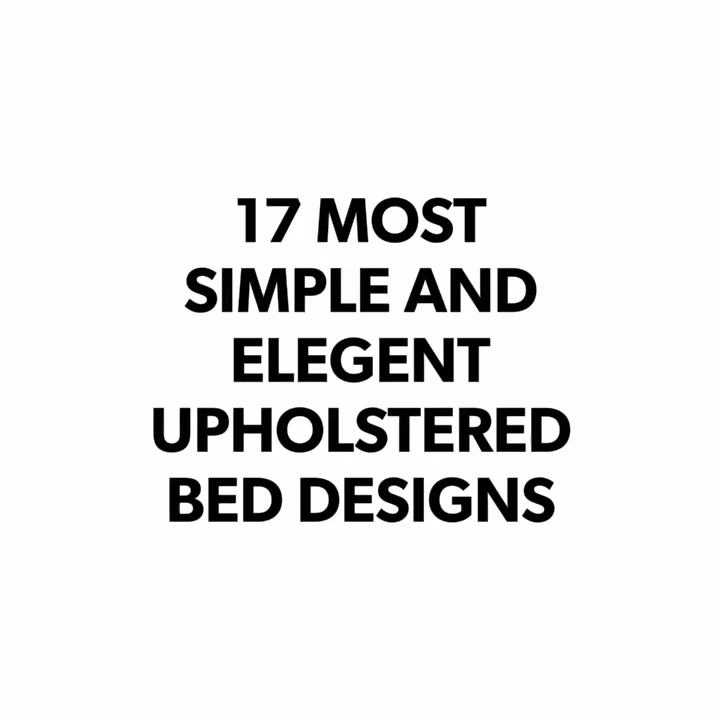 17 MOST
SIMPLE AND
ELEGENT
UPHOLSTERED
BED DESIGNS